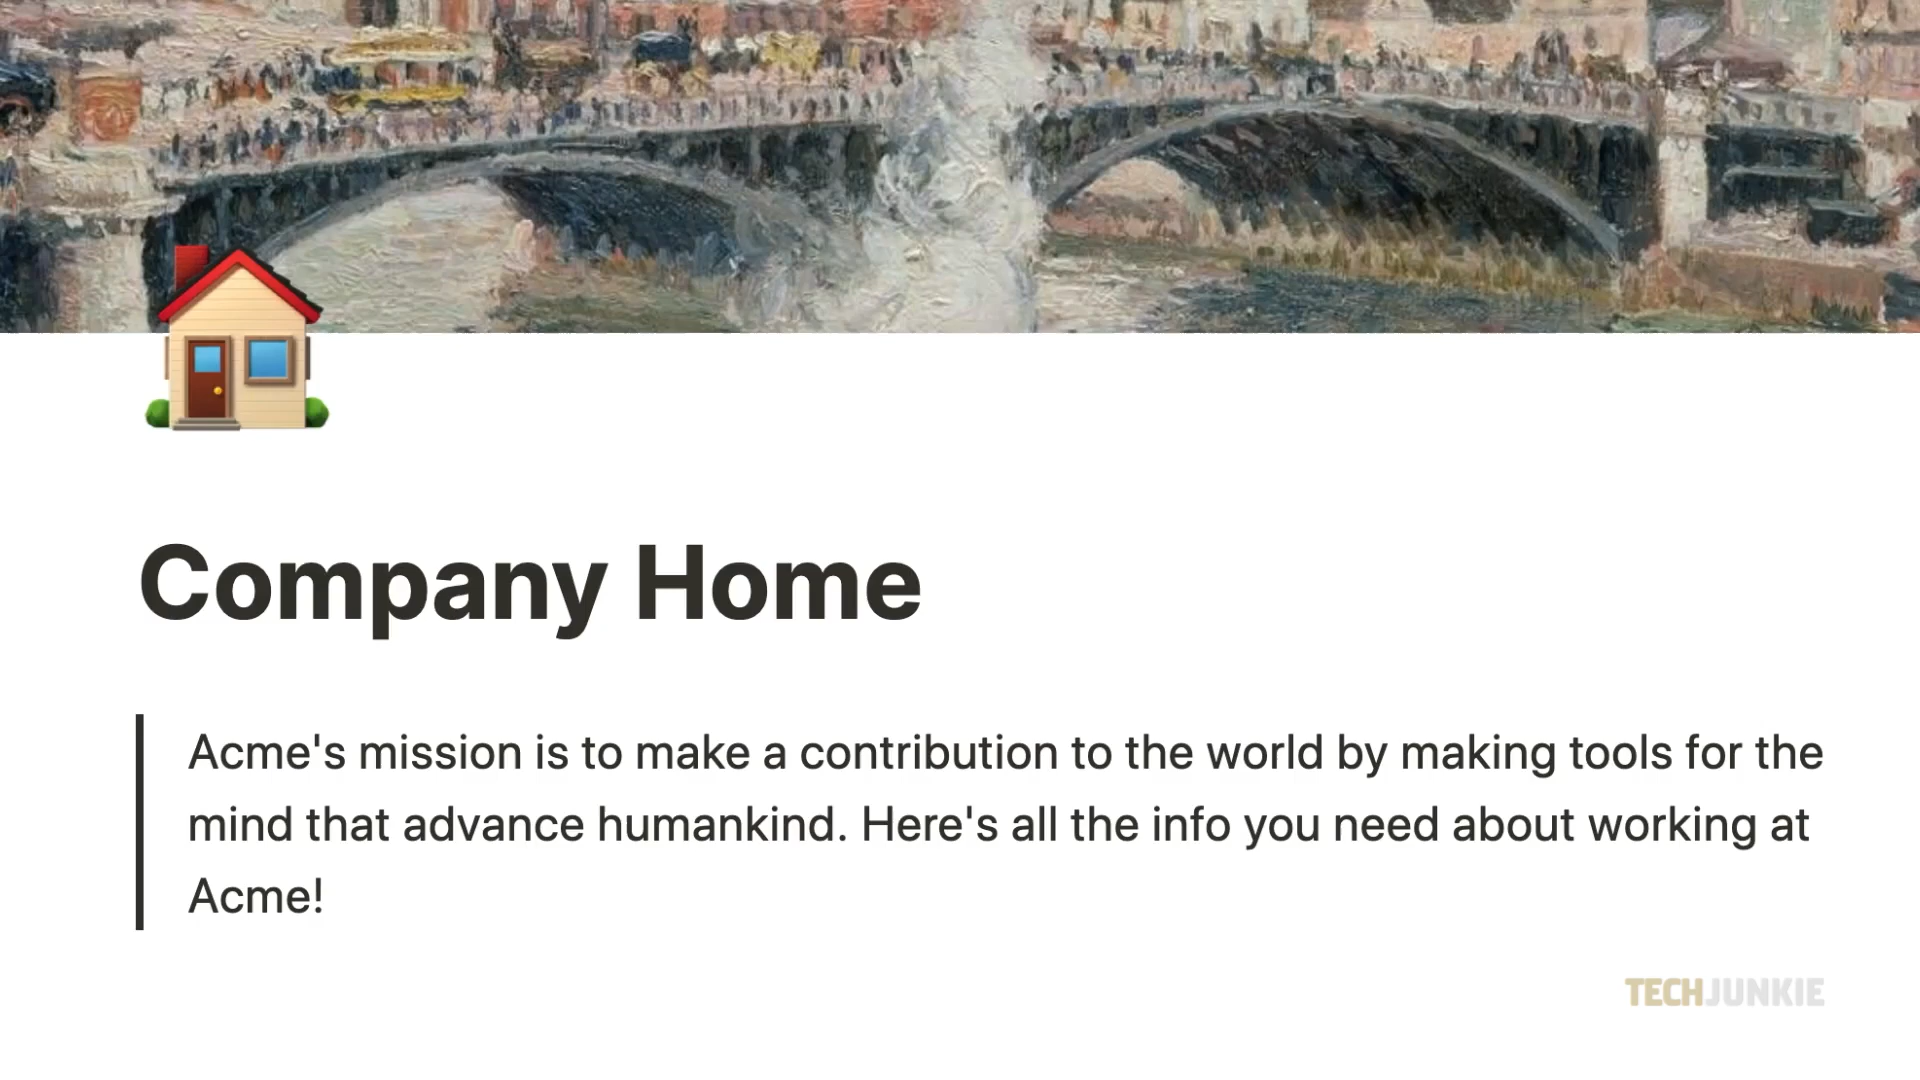 Company Home
Acme's mission is to make a contribution to the world by making tools for the
mind that advance humankind. Here's all the info you need about working at
Acme!
TECHJUNKIE